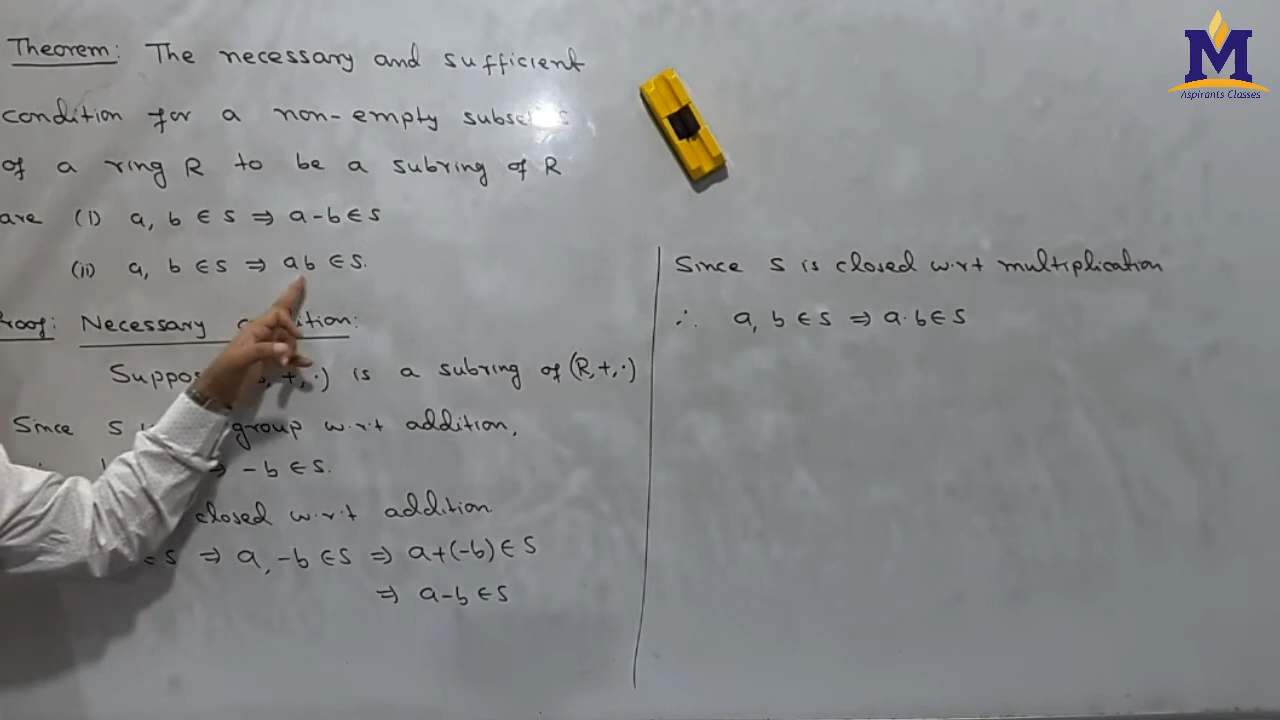 Theorem: The necessary and sufficient
condition for a non-empty subset S
of a ring R to be a subring of R
are (i) a, b ∈ S ⇒ a-b ∈ S
(ii) a, b ∈ S ⇒ ab ∈ S.
Proof: Necessary condition:
Suppose , +, ·) is a subring of (R, +, ·)
Since S group w.r.t addition,
⇒ -b ∈ S.
closed w.r.t addition
∈ S ⇒ a, -b ∈ S ⇒ a+(-b) ∈ S
⇒ a-b ∈ S
Since S is closed w.r.t multiplication
∴ a, b ∈ S ⇒ a·b ∈ S
M
Aspirants Classes